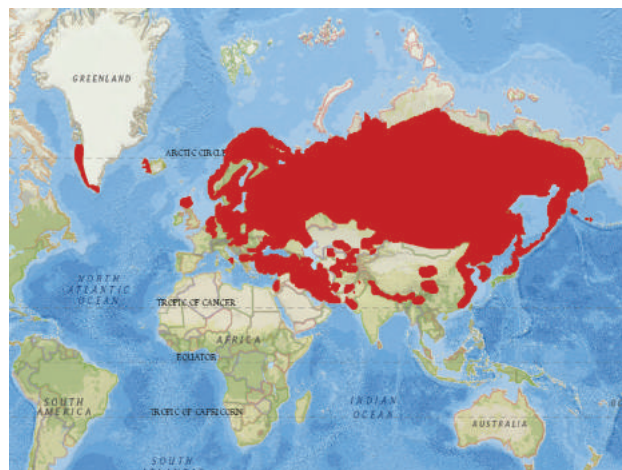 GREENLAND
ARCTIC CIRCLE
NORTH
ATLANTIC
OCEAN
TROPIC OF CANCER
AFRICA
EQUATOR
SOUTH
AMERICA
TROPIC OF CAPRICORN
INDIAN
OCEAN
AUSTRALIA
SOUTH